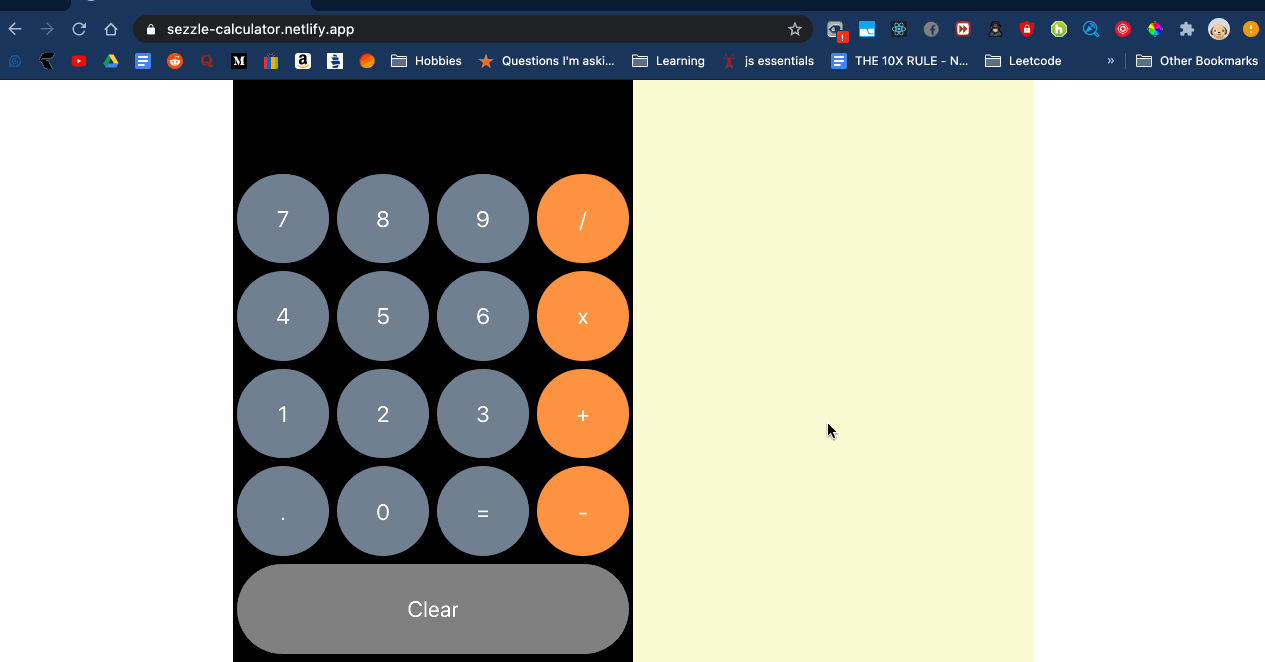 sezzle-calculator.netlify.app
Hobbies Questions I'm aski... Learning js essentials THE 10X RULE - N... Leetcode » Other Bookmarks
7 8 9 /
4 5 6 x
1 2 3 +
. 0 = -
Clear